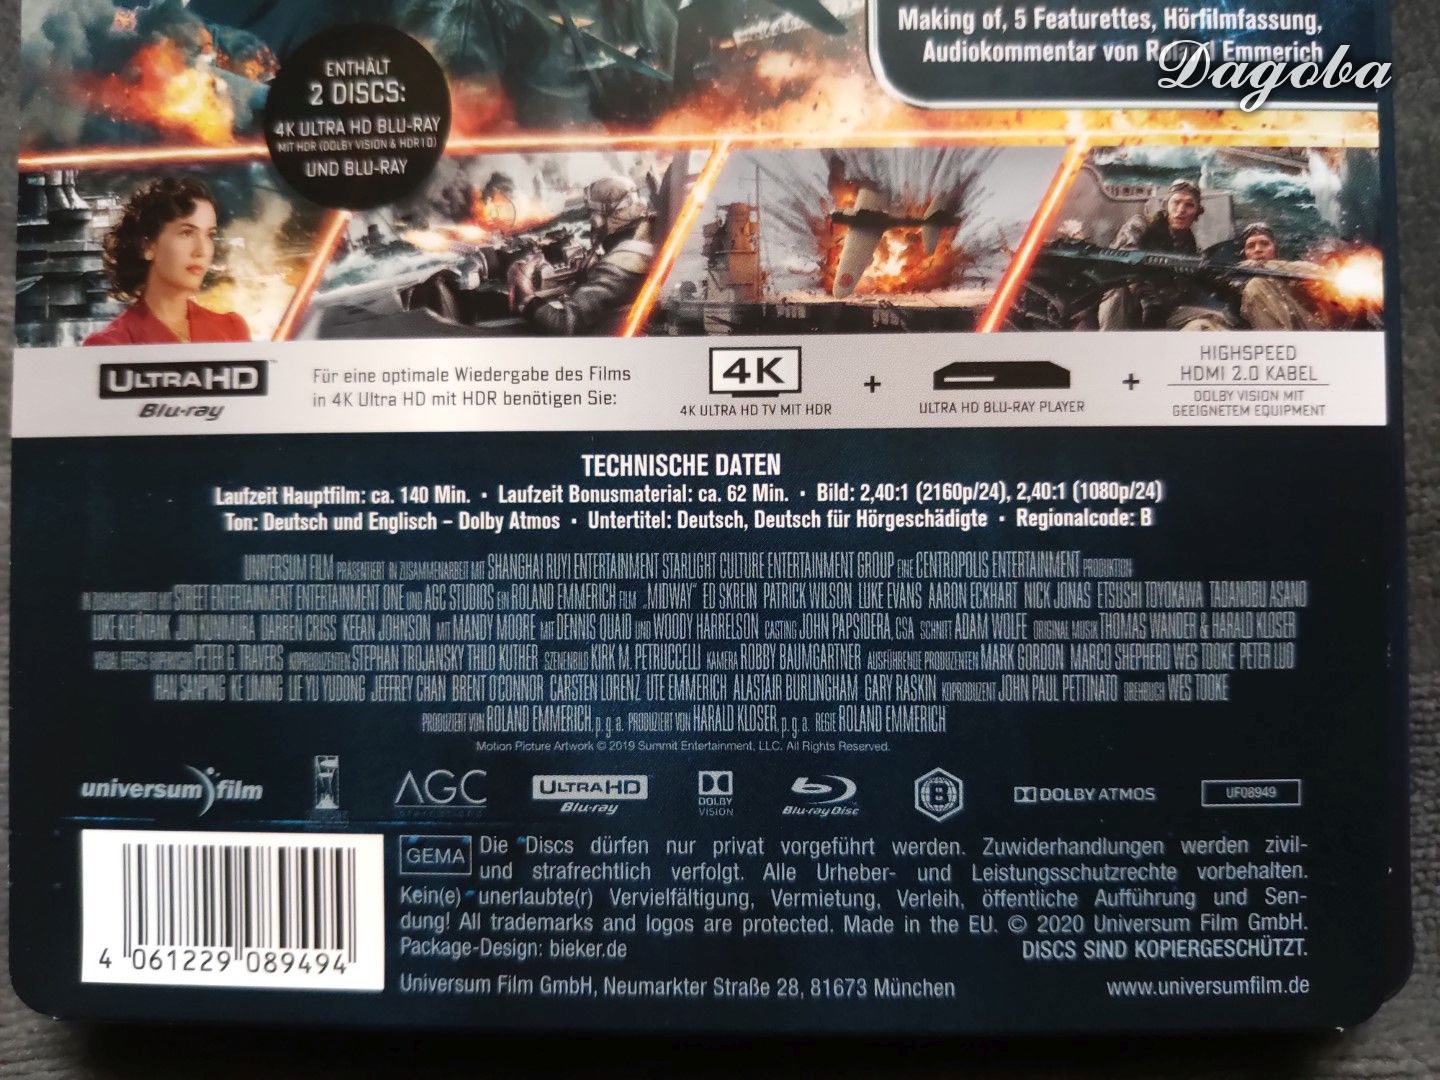 Making of, 5 Featurettes, Hörfilmfassung,
Audiokommentar von Emmerich
Dagoba
ENTHÄLT
2 DISCS:
4K ULTRA HD BLU-RAY
MIT HDR (DOLBY VISION & HDR10)
UND BLU-RAY
ULTRA HD
Blu-ray
Für eine optimale Wiedergabe des Films
in 4K Ultra HD mit HDR benötigen Sie:
4K
4K ULTRA HD TV MIT HDR
+
ULTRA HD BLU-RAY PLAYER
+
HIGHSPEED
HDMI 2.0 KABEL
DOLBY VISION MIT
GEEIGNETEM EQUIPMENT
TECHNISCHE DATEN
Laufzeit Hauptfilm: ca. 140 Min. · Laufzeit Bonusmaterial: ca. 62 Min. · Bild: 2,40:1 (2160p/24), 2,40:1 (1080p/24)
Ton: Deutsch und Englisch – Dolby Atmos · Untertitel: Deutsch, Deutsch für Hörgeschädigte · Regionalcode: B
UNIVERSUM FILM PRÄSENTIERT IN ZUSAMMENARBEIT MIT SHANGHAI RUYI ENTERTAINMENT STARLIGHT CULTURE ENTERTAINMENT GROUP EINE CENTROPOLIS ENTERTAINMENT PRODUKTION
IN ZUSAMMENARBEIT MIT STREET ENTERTAINMENT ENTERTAINMENT ONE UND AGC STUDIOS EIN ROLAND EMMERICH FILM „MIDWAY“ ED SKREIN PATRICK WILSON LUKE EVANS AARON ECKHART NICK JONAS ETSUSHI TOYOKAWA TADANOBU ASANO
LUKE KLEINTANK JUN KUNIMURA DARREN CRISS KEEAN JOHNSON MIT MANDY MOORE MIT DENNIS QUAID UND WOODY HARRELSON CASTING JOHN PAPSIDERA, CSA SCHNITT ADAM WOLFE ORIGINAL MUSIK THOMAS WANDER & HARALD KLOSER
VISUAL EFFECTS SUPERVISOR PETER G. TRAVERS KOPRODUZENTEN STEPHAN TROJANSKY THILO KUTHER SZENENBILD KIRK M. PETRUCCELLI KAMERA ROBBY BAUMGARTNER AUSFÜHRENDE PRODUZENTEN MARK GORDON MARCO SHEPHERD WES TOOKE PETER LUO
HAN SANPING KE LIMING LIE YU YUDONG JEFFREY CHAN BRENT O'CONNOR CARSTEN LORENZ UTE EMMERICH ALASTAIR BURLINGHAM GARY RASKIN KOPRODUZENT JOHN PAUL PETTINATO DREHBUCH WES TOOKE
PRODUZIERT VON ROLAND EMMERICH, p.g.a. PRODUZIERT VON HARALD KLOSER, p.g.a. REGIE ROLAND EMMERICH
Motion Picture Artwork © 2019 Summit Entertainment, LLC. All Rights Reserved.
universum film
AGC
ULTRA HD
Blu-ray
DOLBY
VISION
Blu-ray Disc
DOLBY ATMOS
UF08949
GEMA
Die Discs dürfen nur privat vorgeführt werden. Zuwiderhandlungen werden zivil-
und strafrechtlich verfolgt. Alle Urheber- und Leistungsschutzrechte vorbehalten.
Kein(e) unerlaubte(r) Vervielfältigung, Vermietung, Verleih, öffentliche Aufführung und Sen-
dung! All trademarks and logos are protected. Made in the EU. © 2020 Universum Film GmbH.
Package-Design: bieker.de
DISCS SIND KOPIERGESCHÜTZT.
4 061229 089494
Universum Film GmbH, Neumarkter Straße 28, 81673 München
www.universumfilm.de